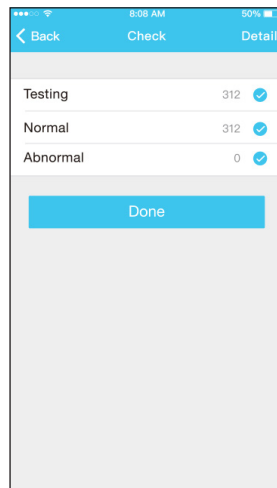 8:08 AM 50%
Back Check Detail
Testing 312
Normal 312
Abnormal 0
Done